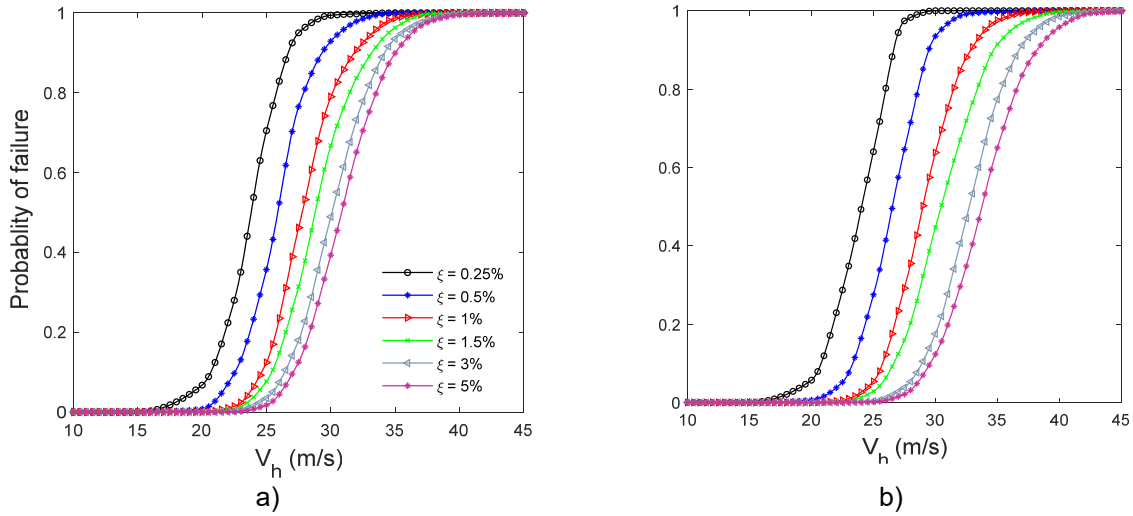 1
0.8
0.6
0.4
0.2
0
Probablity of failure
10 15 20 25 30 35 40 45
V_h (m/s)
ξ = 0.25%
ξ = 0.5%
ξ = 1%
ξ = 1.5%
ξ = 3%
ξ = 5%
a)
1
0.8
0.6
0.4
0.2
0
10 15 20 25 30 35 40 45
V_h (m/s)
b)